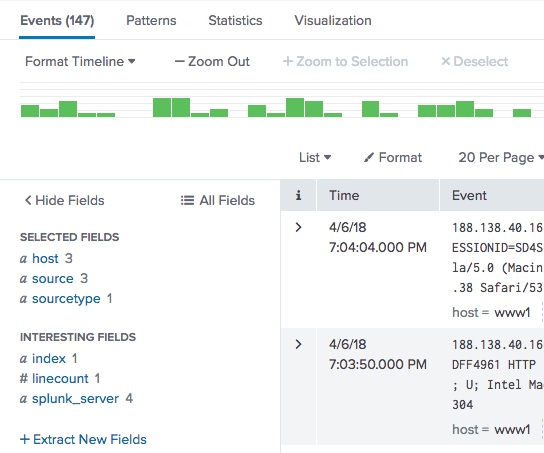 Events (147) Patterns Statistics Visualization
Format Timeline — Zoom Out + Zoom to Selection × Deselect
List Format 20 Per Page
< Hide Fields All Fields i Time Event
SELECTED FIELDS
a host 3
a source 3
a sourcetype 1
INTERESTING FIELDS
a index 1
# linecount 1
a splunk_server 4
+ Extract New Fields
> 4/6/18
7:04:04.000 PM
188.138.40.16
ESSIONID=SD4S
la/5.0 (Macin
.38 Safari/53
host = www1
> 4/6/18
7:03:50.000 PM
188.138.40.16
DFF4961 HTTP
; U; Intel Ma
304
host = www1